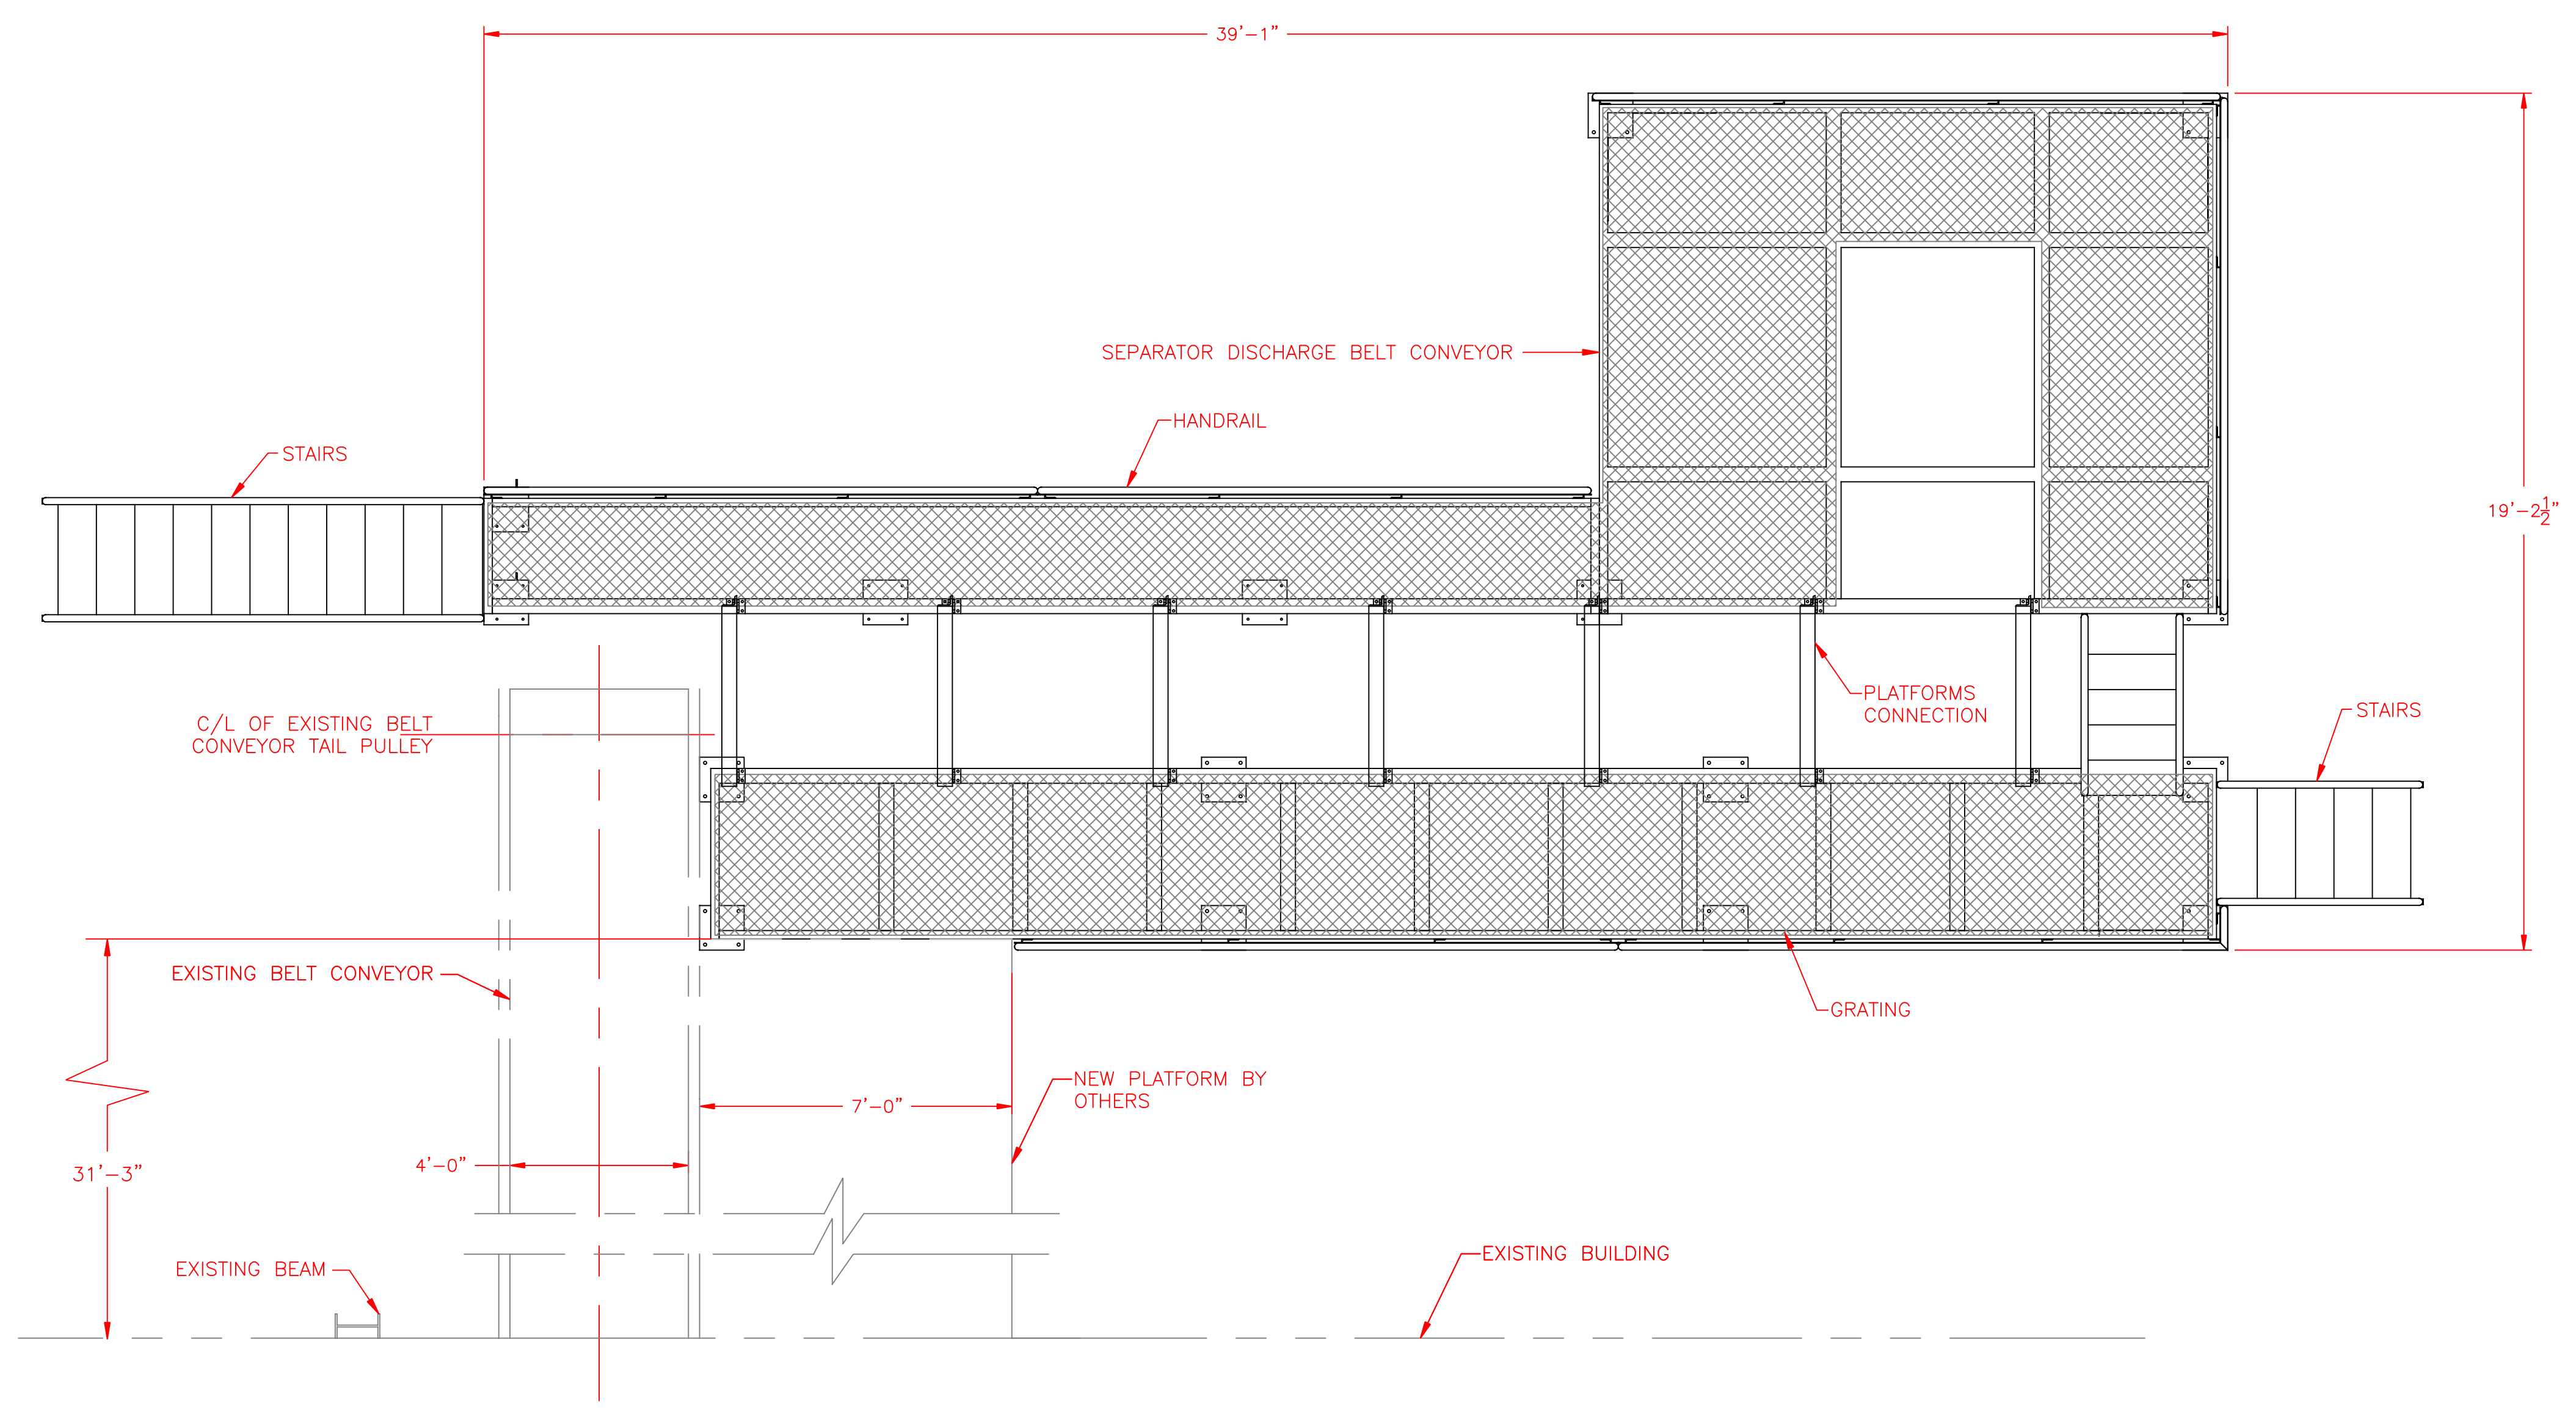 39'-1"
19'-2½"
SEPARATOR DISCHARGE BELT CONVEYOR
HANDRAIL
STAIRS
PLATFORMS
CONNECTION
STAIRS
C/L OF EXISTING BELT
CONVEYOR TAIL PULLEY
EXISTING BELT CONVEYOR
GRATING
NEW PLATFORM BY
OTHERS
7'-0"
4'-0"
31'-3"
EXISTING BEAM
EXISTING BUILDING